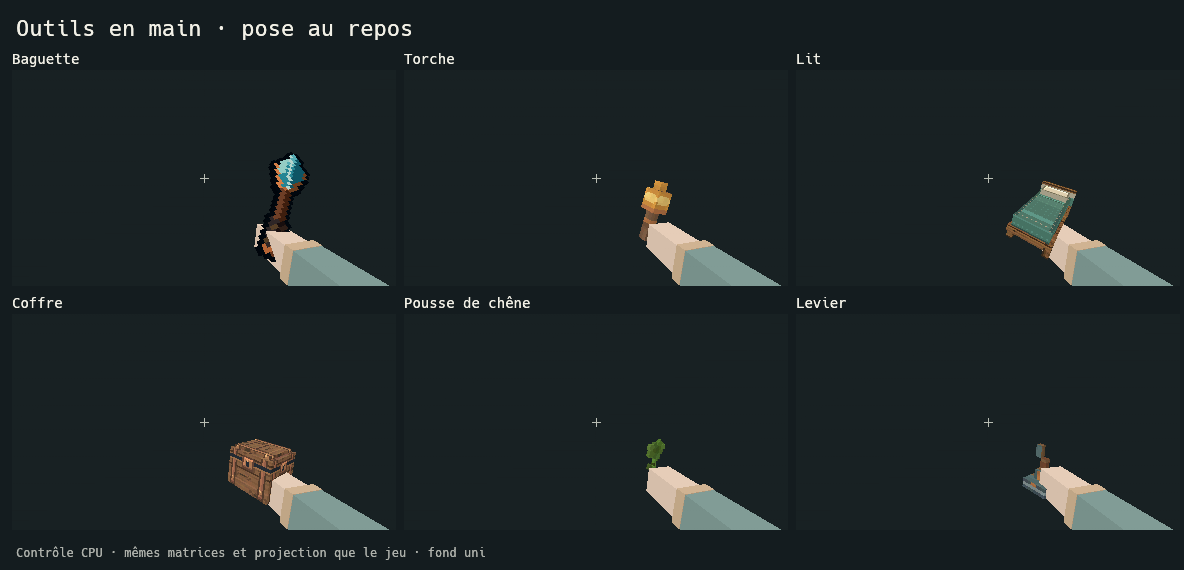 Outils en main · pose au repos
Baguette
Torche
Lit
Coffre
Pousse de chêne
Levier
Contrôle CPU · mêmes matrices et projection que le jeu · fond uni